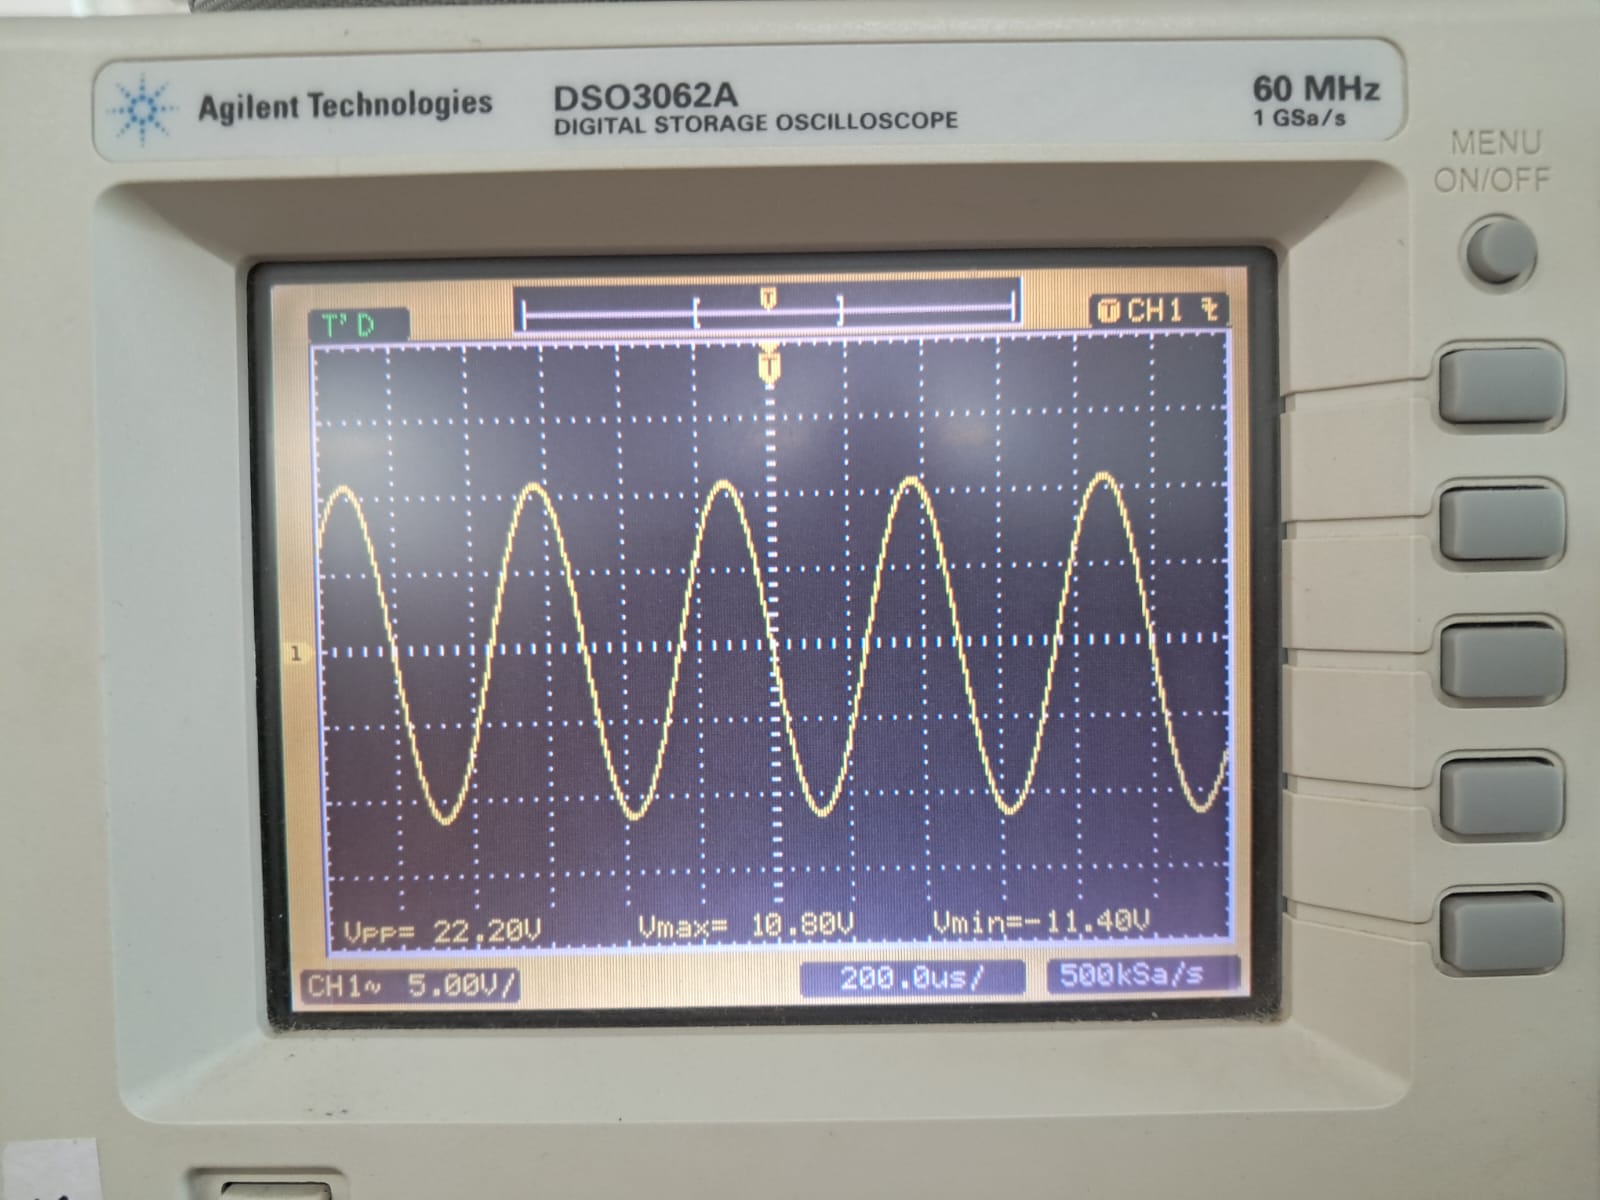 Agilent Technologies
DSO3062A
DIGITAL STORAGE OSCILLOSCOPE
60 MHz
1 GSa/s
MENU
ON/OFF
T
T'D
T CH1
T
1
Vpp= 22.20V Vmax= 10.80V Vmin=-11.40V
CH1~ 5.00V/ 200.0us/ 500kSa/s